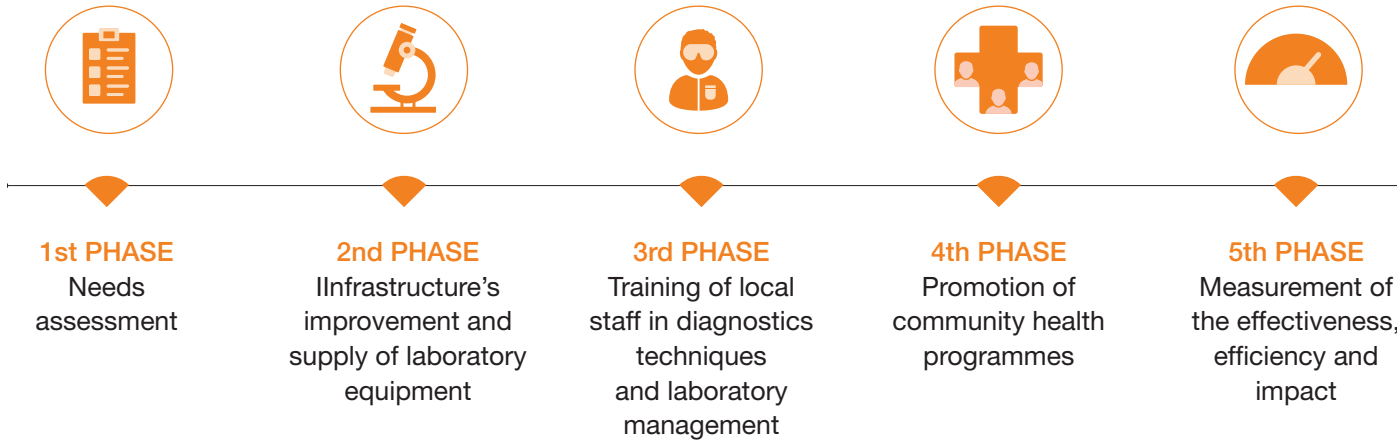 1st PHASE
Needs
assessment
2nd PHASE
IInfrastructure’s
improvement and
supply of laboratory
equipment
3rd PHASE
Training of local
staff in diagnostics
techniques
and laboratory
management
4th PHASE
Promotion of
community health
programmes
5th PHASE
Measurement of
the effectiveness,
efficiency and
impact